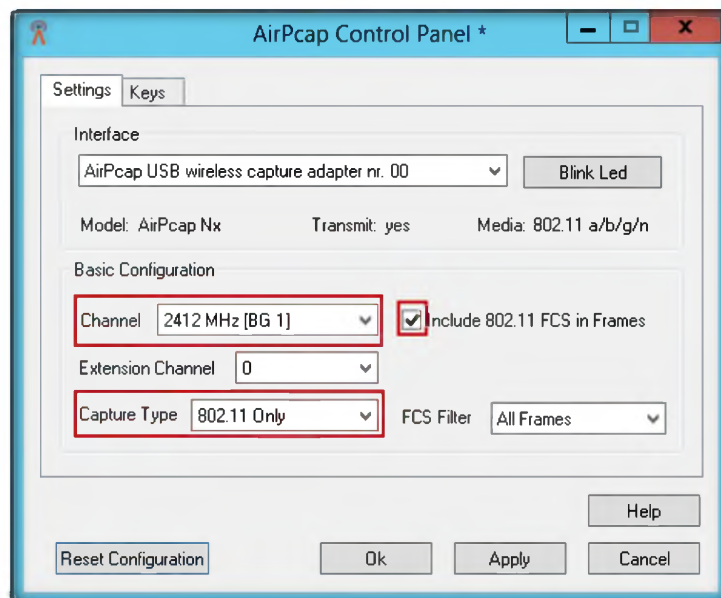 AirPcap Control Panel *
Settings Keys
Interface
AirPcap USB wireless capture adapter nr. 00 Blink Led
Model: AirPcap Nx Transmit: yes Media: 802.11 a/b/g/n
Basic Configuration
Channel 2412 MHz [BG 1] Include 802.11 FCS in Frames
Extension Channel 0
Capture Type 802.11 Only FCS Filter All Frames
Help
Reset Configuration Ok Apply Cancel